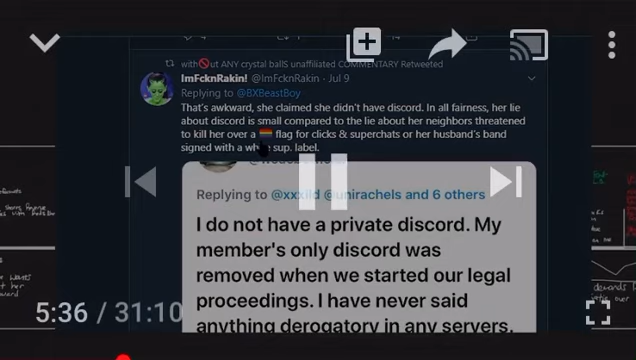 with🚫ut ANY crystal balls unaffiliated COMMENTARY Retweeted
ImFcknRakin! @ImFcknRakin · Jul 9
Replying to @BXBeastBoy
That's awkward, she claimed she didn't have discord. In all fairness, her lie
about discord is small compared to the lie about her neighbors threatened
to kill her over a 🏳️‍🌈 flag for clicks & superchats or her husband's band
signed with a sup. label.
Replying to @xxxild @unirachels and 6 others
I do not have a private discord. My
member's only discord was
removed when we started our legal
proceedings. I have never said
anything derogatory in any servers.
5:36 / 31:10